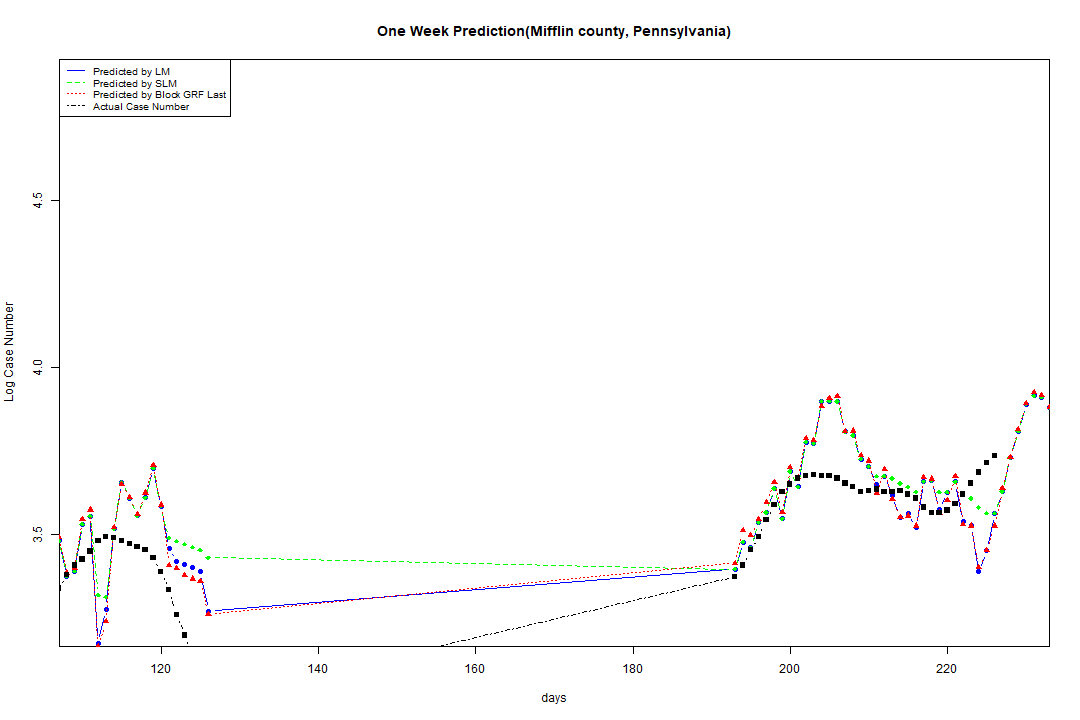 One Week Prediction(Mifflin county, Pennsylvania)
Predicted by LM
Predicted by SLM
Predicted by Block GRF Last
Actual Case Number
Log Case Number
4.5
4.0
3.5
120 140 160 180 200 220
days